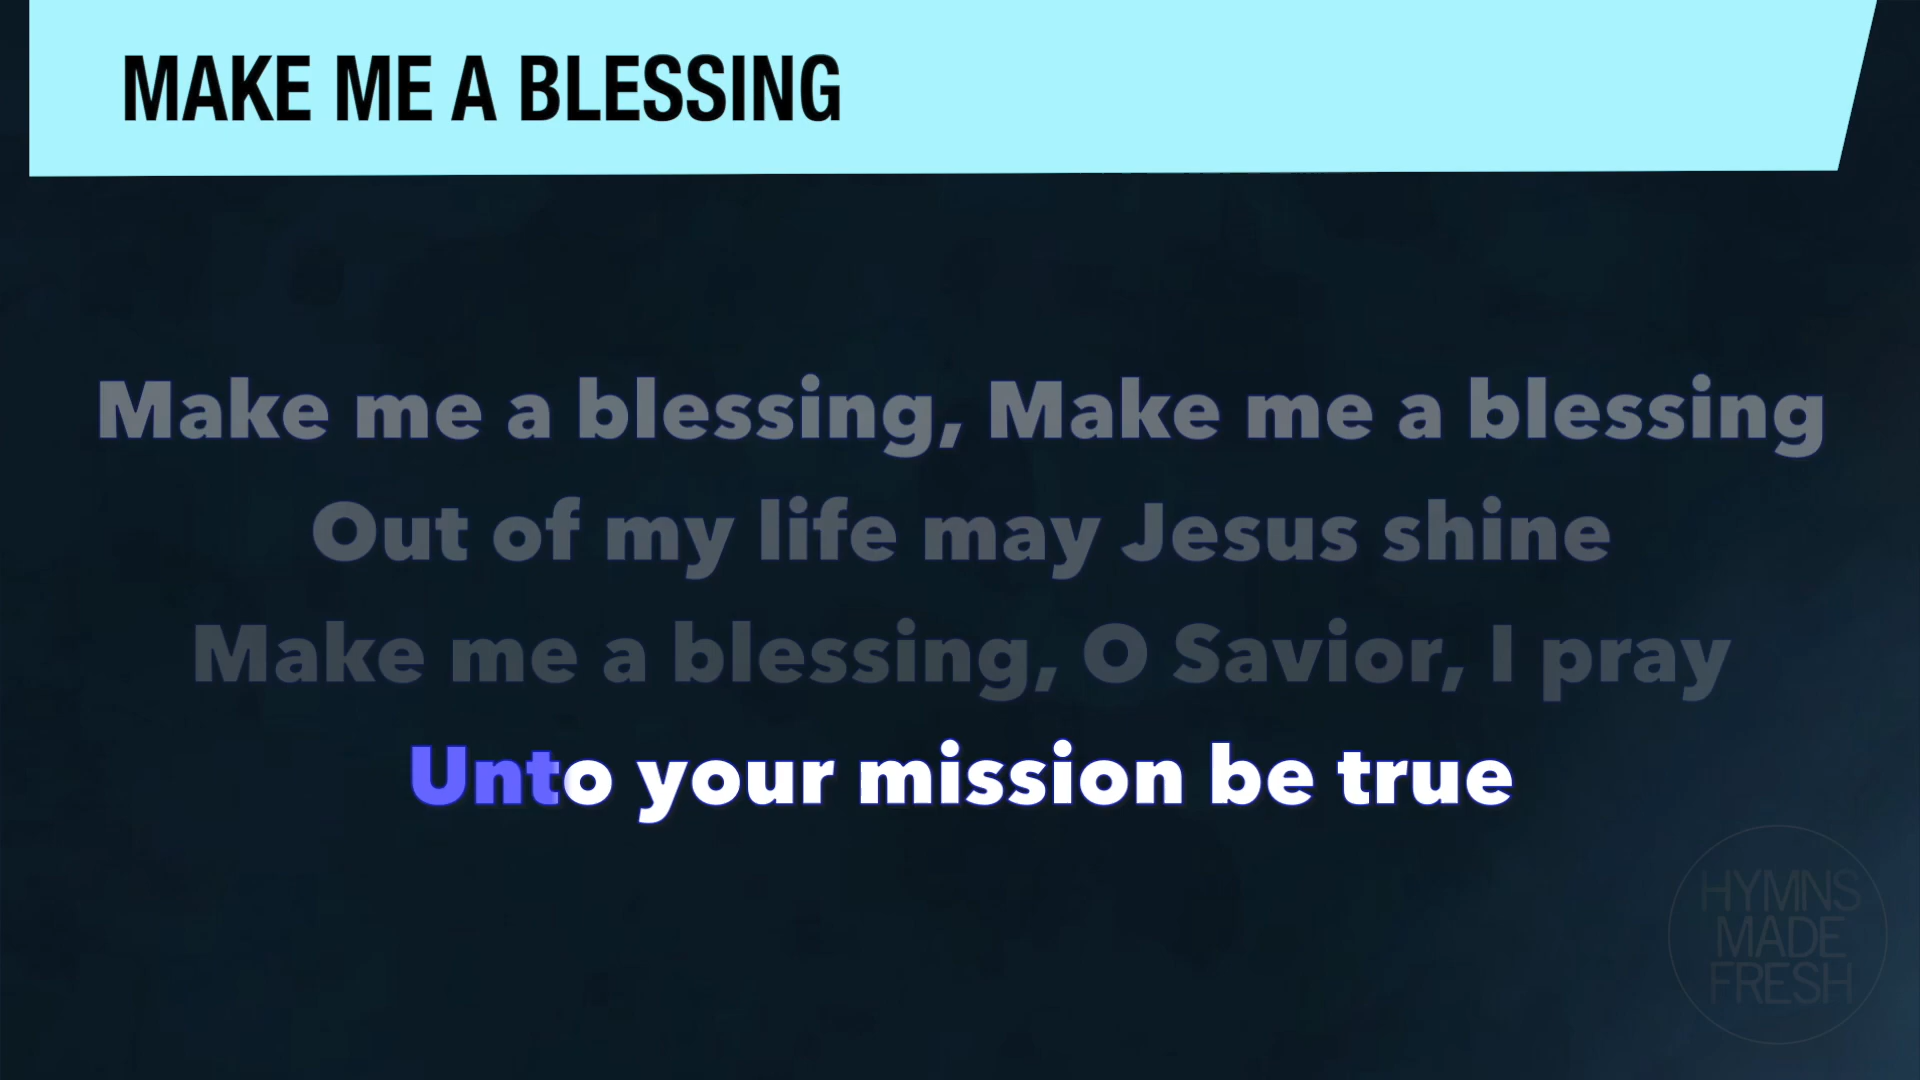 MAKE ME A BLESSING
Make me a blessing, Make me a blessing
Out of my life may Jesus shine
Make me a blessing, O Savior, I pray
Unto your mission be true
HYMNS
MADE
FRESH